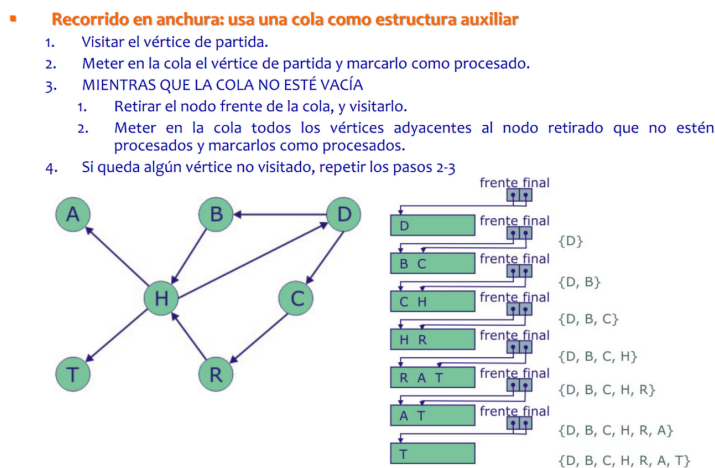 ▪ Recorrido en anchura: usa una cola como estructura auxiliar
1. Visitar el vértice de partida.
2. Meter en la cola el vértice de partida y marcarlo como procesado.
3. MIENTRAS QUE LA COLA NO ESTÉ VACÍA
1. Retirar el nodo frente de la cola, y visitarlo.
2. Meter en la cola todos los vértices adyacentes al nodo retirado que no estén
procesados y marcarlos como procesados.
4. Si queda algún vértice no visitado, repetir los pasos 2-3
A
B
D
H
C
T
R
frente final
D
frente final
{D}
B C
frente final
{D, B}
C H
frente final
{D, B, C}
H R
frente final
{D, B, C, H}
R A T
frente final
{D, B, C, H, R}
A T
frente final
{D, B, C, H, R, A}
T
{D, B, C, H, R, A, T}